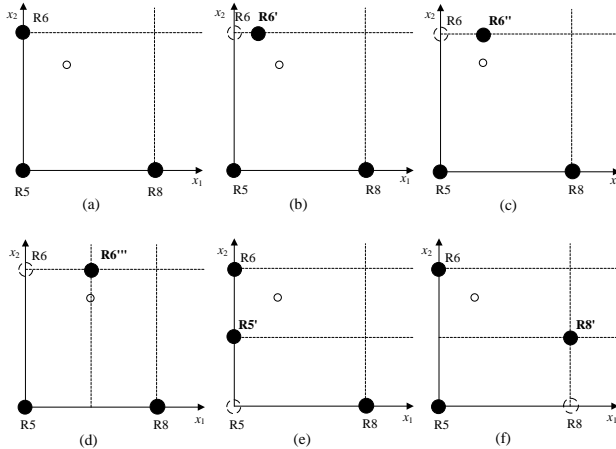 x2 R6
R5 R8 x1
(a)
x2 R6 R6'
R5 R8 x1
(b)
x2 R6 R6''
R5 R8 x
(c)
x2 R6 R6'''
R5 R8 x1
(d)
x2 R6
R5'
R5 R8 x1
(e)
x2 R6
R8'
R5 R8 x1
(f)